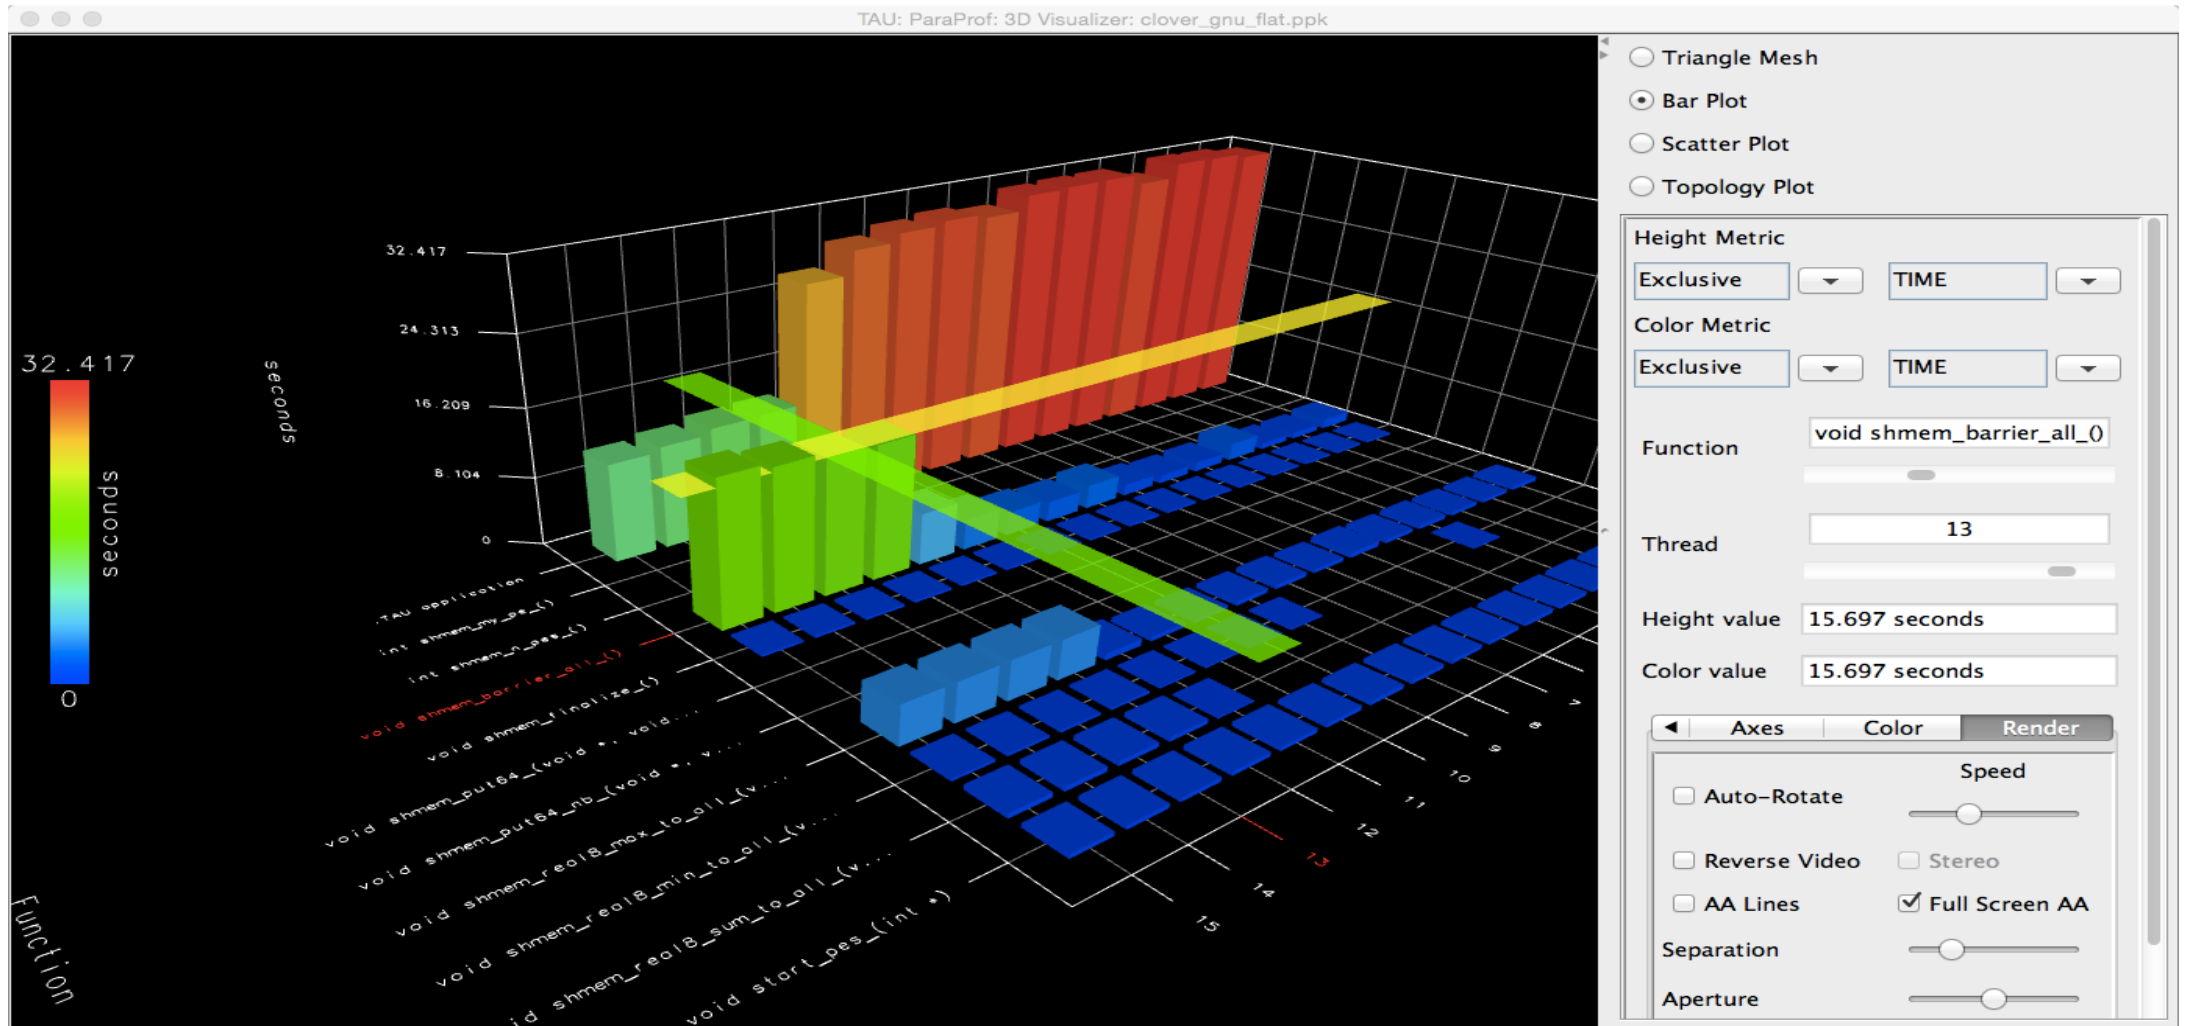 TAU: ParaProf: 3D Visualizer: clover_gnu_flat.ppk
32.417
24.313
16.209
8.104
0
seconds
32.417
seconds
0
.TAU application
int shmem_my_pe_()
int shmem_n_pes_()
void shmem_barrier_all_()
void shmem_finalize_()
void shmem_put64_(void *, void...
void shmem_put64_nb_(void *, v...
void shmem_real8_max_to_all_(v...
void shmem_real8_min_to_all_(v...
id shmem_real8_sum_to_all_(v...
void start_pes_(int *)
Function
7
8
9
10
11
12
13
14
15
Triangle Mesh
Bar Plot
Scatter Plot
Topology Plot
Height Metric
Exclusive TIME
Color Metric
Exclusive TIME
Function void shmem_barrier_all_()
Thread 13
Height value 15.697 seconds
Color value 15.697 seconds
Axes Color Render
Speed
Auto-Rotate
Reverse Video Stereo
AA Lines Full Screen AA
Separation
Aperture